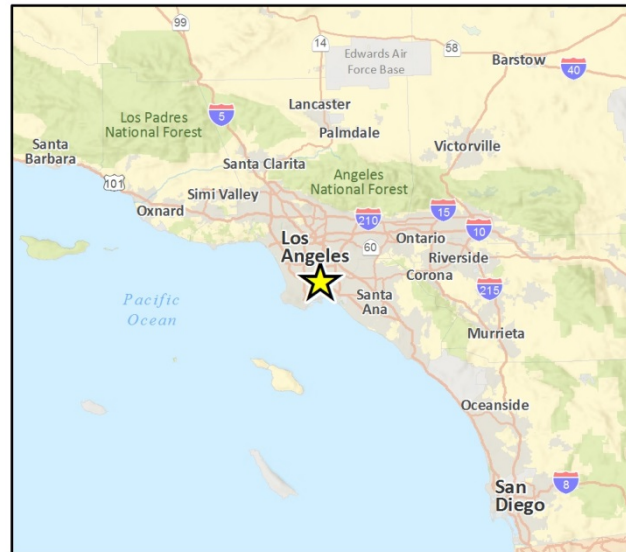 99
14
58
Edwards Air
Force Base
Barstow
40
Los Padres
National Forest
5
Lancaster
Palmdale
Victorville
Santa
Barbara
101
Santa Clarita
Angeles
National Forest
Simi Valley
Oxnard
210
15
10
Los
Angeles
60
Ontario
Riverside
Corona
215
Santa
Ana
Pacific
Ocean
Murrieta
Oceanside
San
Diego
8